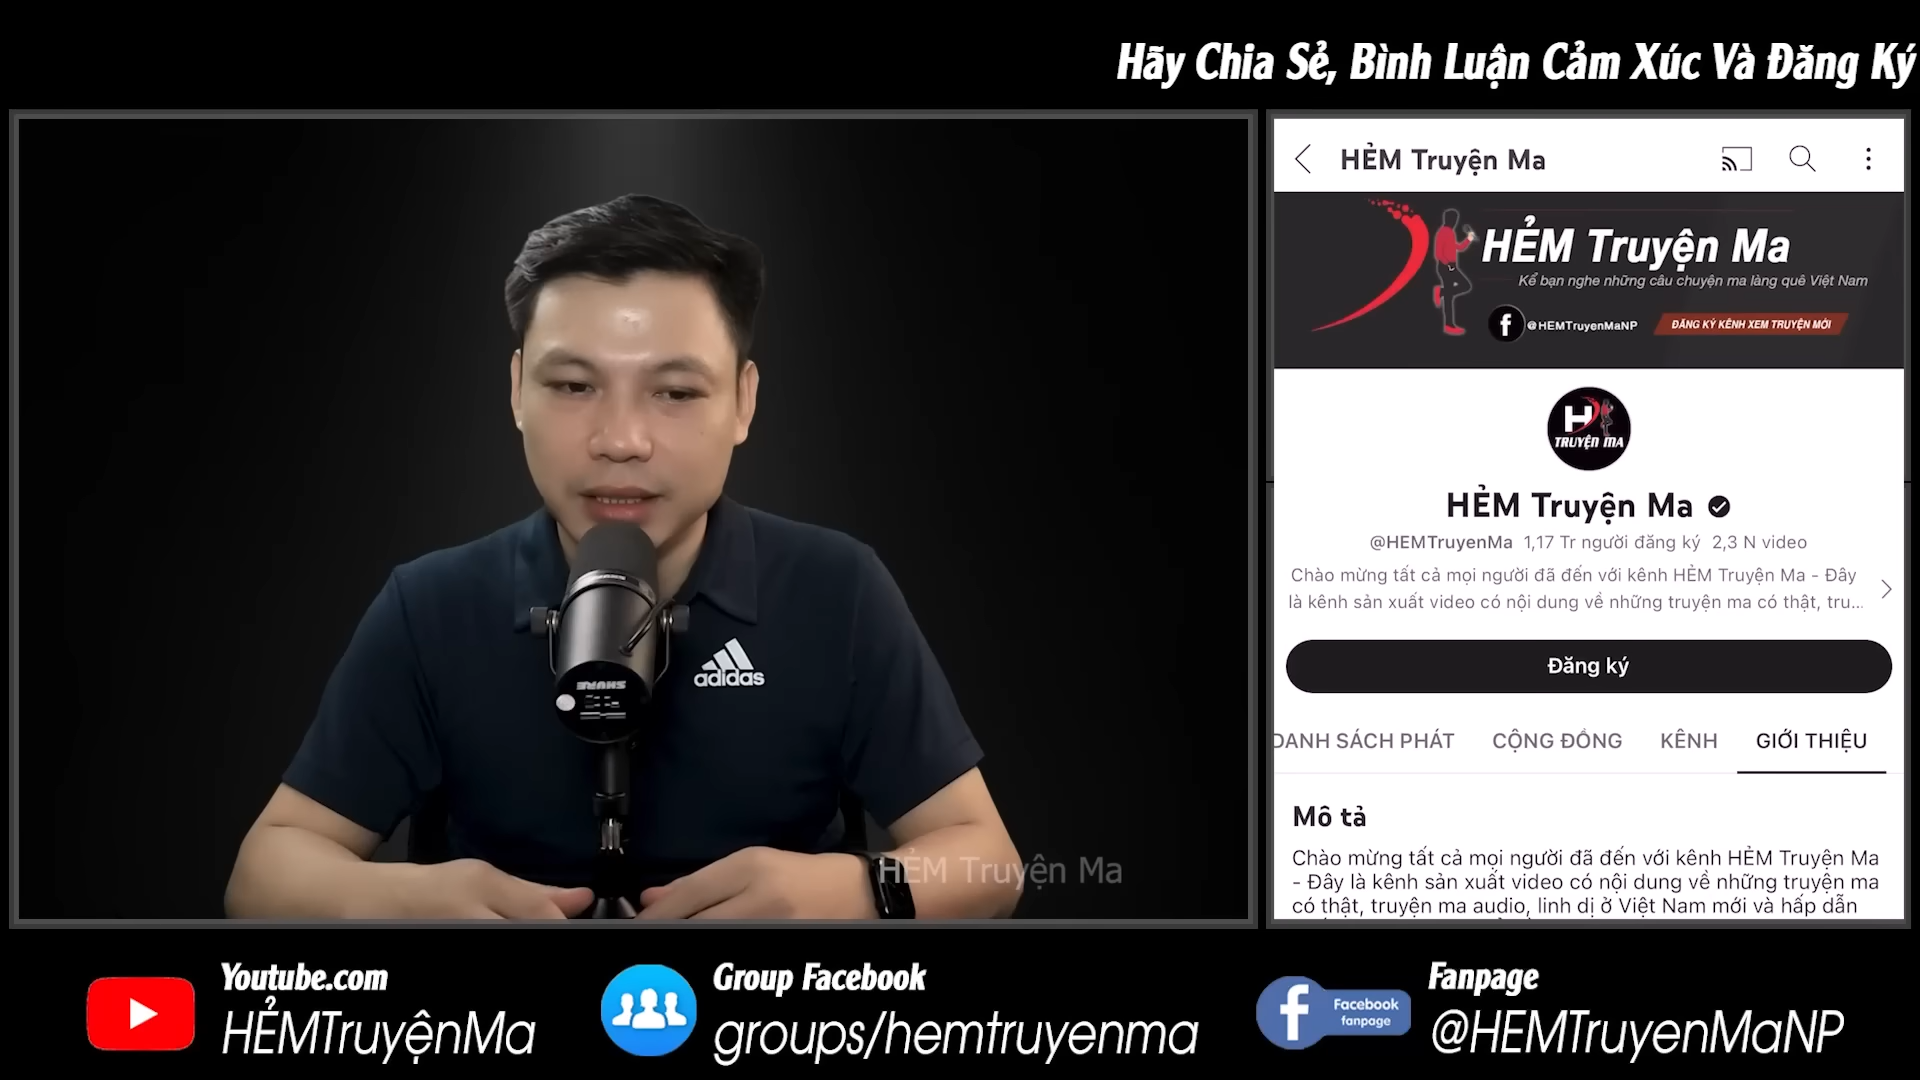 Hãy Chia Sẻ, Bình Luận Cảm Xúc Và Đăng Ký
HẺM Truyện Ma
HẺM Truyện Ma
Kể bạn nghe những câu chuyện ma làng quê Việt Nam
@HEMTruyenMaNP
ĐĂNG KÝ KÊNH XEM TRUYỆN MỚI
H
TRUYỆN MA
HẺM Truyện Ma
@HEMTruyenMa 1,17 Tr người đăng ký 2,3 N video
Chào mừng tất cả mọi người đã đến với kênh HẺM Truyện Ma - Đây
là kênh sản xuất video có nội dung về những truyện ma có thật, tru...
Đăng ký
DANH SÁCH PHÁT CỘNG ĐỒNG KÊNH GIỚI THIỆU
Mô tả
Chào mừng tất cả mọi người đã đến với kênh HẺM Truyện Ma
- Đây là kênh sản xuất video có nội dung về những truyện ma
có thật, truyện ma audio, linh dị ở Việt Nam mới và hấp dẫn
adidas
SHURE
HẺM Truyện Ma
Youtube.com
HẺMTruyệnMa
Group Facebook
groups/hemtruyenma
Facebook
fanpage
Fanpage
@HEMTruyenMaNP